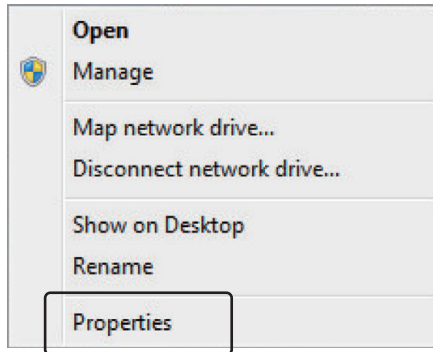 Open
Manage
Map network drive...
Disconnect network drive...
Show on Desktop
Rename
Properties